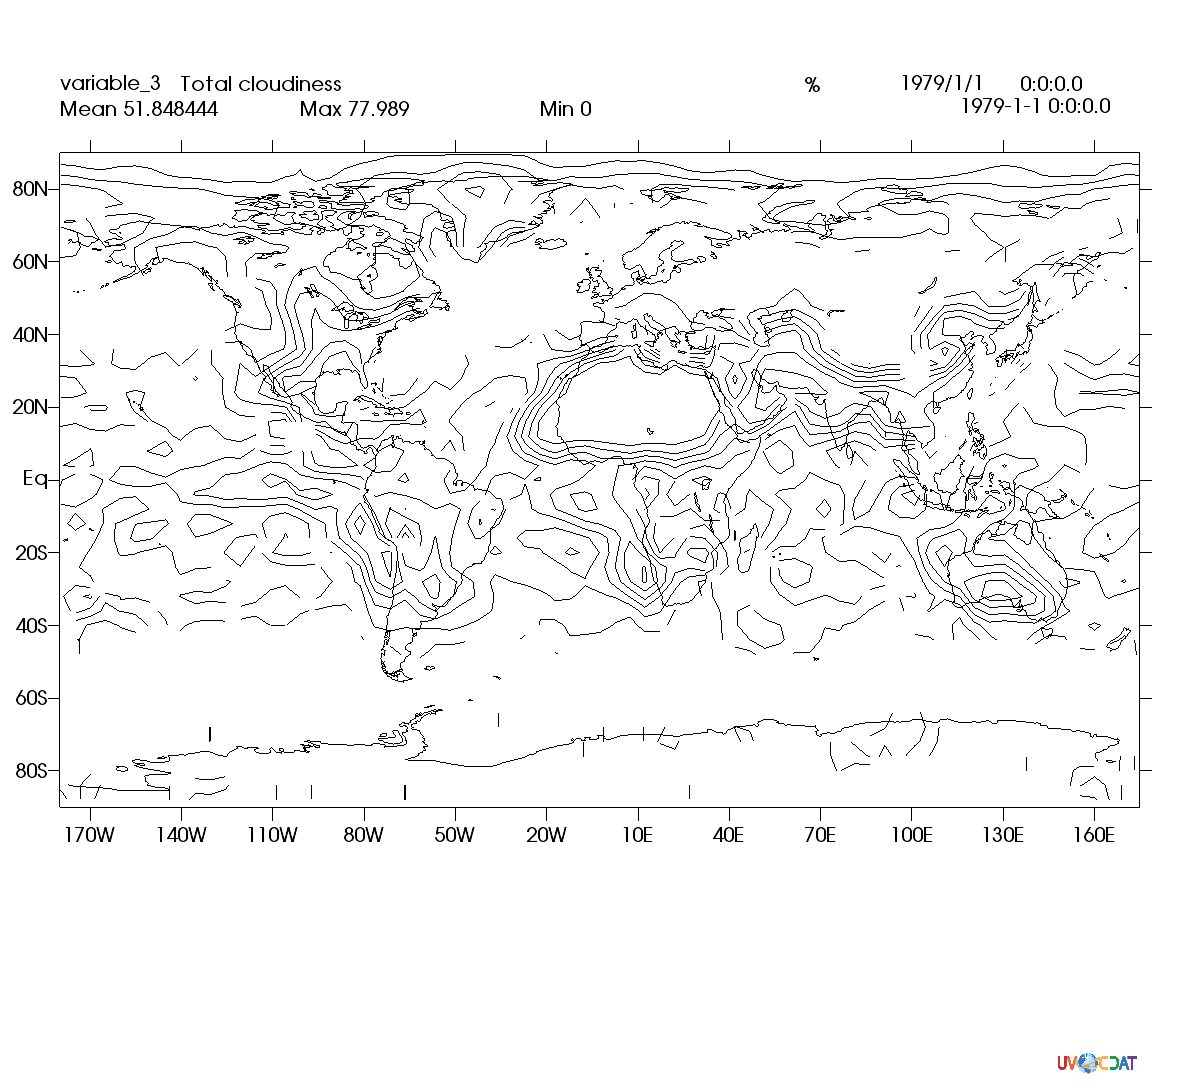 variable_3 Total cloudiness % 1979/1/1 0:0:0.0
Mean 51.848444 Max 77.989 Min 0 1979-1-1 0:0:0.0
80N
60N
40N
20N
Eq
20S
40S
60S
80S
170W 140W 110W 80W 50W 20W 10E 40E 70E 100E 130E 160E
UV CDAT